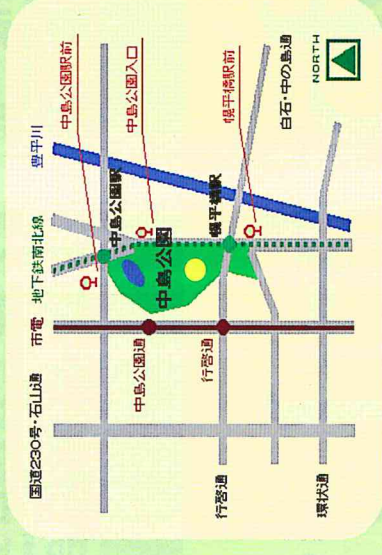 国道230号・石山通
市電
地下鉄南北線
豊平川
中島公園駅前
中島公園駅
中島公園入口
中島公園
中島公園通
幌平橋駅
幌平橋駅前
行啓通
行啓通
白石・中の島通
環状通
NORTH